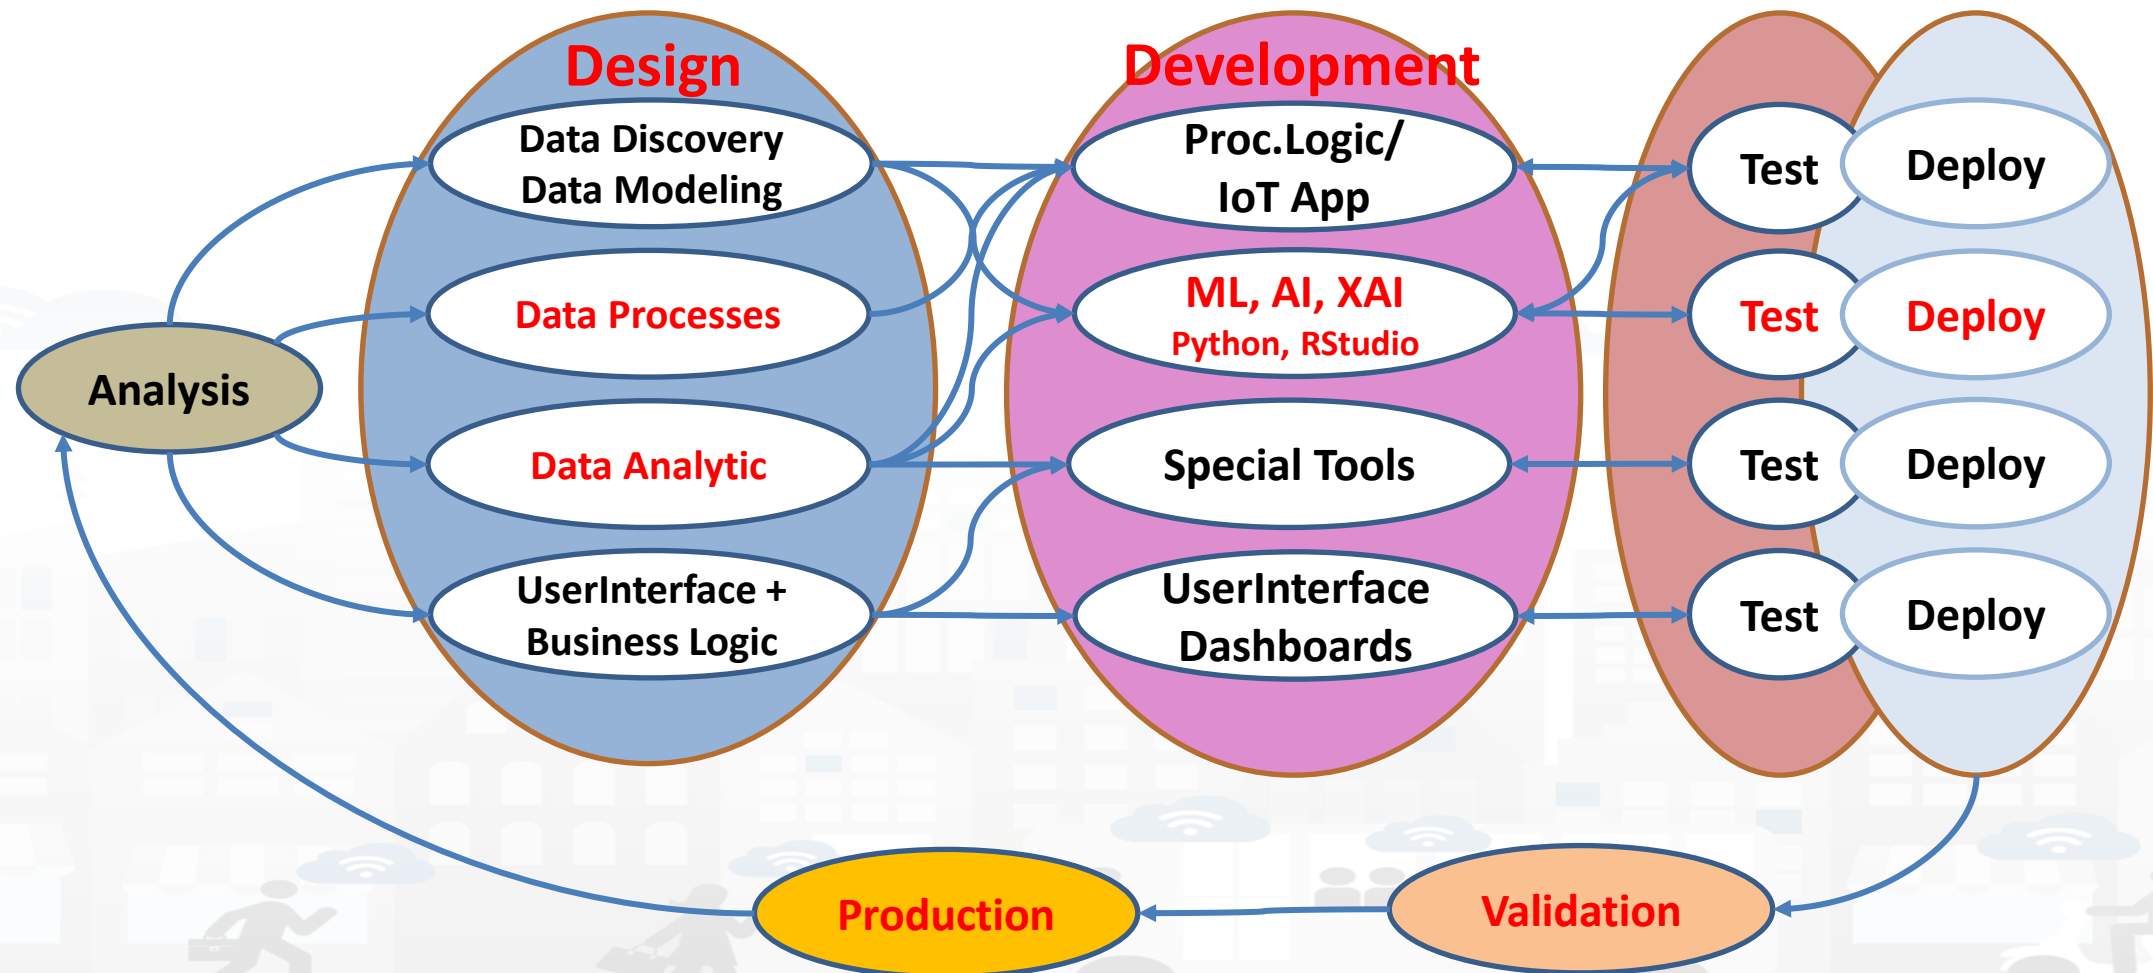 Design
Development
Data Discovery
Data Modeling
Proc.Logic/
IoT App
Test
Deploy
Data Processes
ML, AI, XAI
Python, RStudio
Test
Deploy
Analysis
Data Analytic
Special Tools
Test
Deploy
UserInterface +
Business Logic
UserInterface
Dashboards
Test
Deploy
Production
Validation